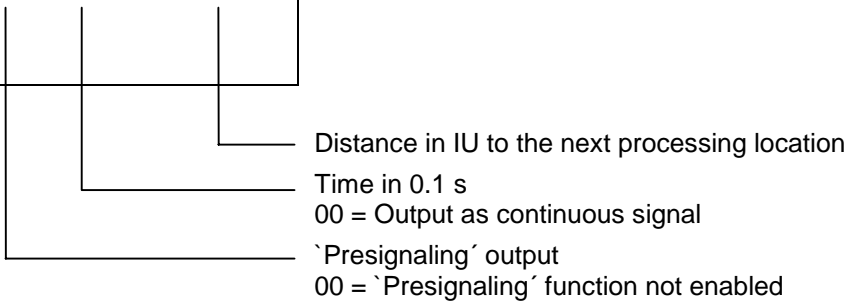 Distance in IU to the next processing location
Time in 0.1 s
00 = Output as continuous signal
`Presignaling´ output
00 = `Presignaling´ function not enabled